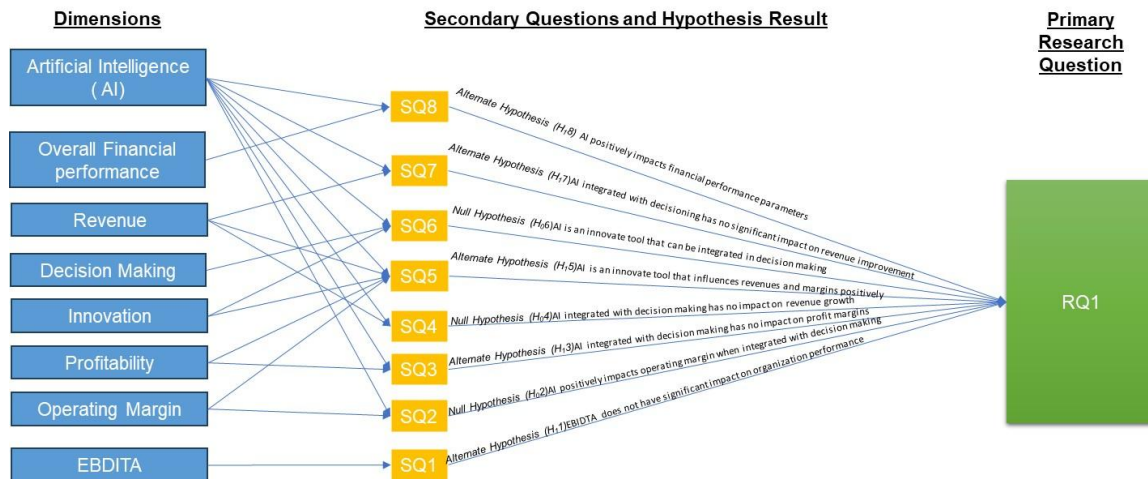 Dimensions
Secondary Questions and Hypothesis Result
Primary
Research
Question
Artificial Intelligence
( AI)
Overall Financial
performance
Revenue
Decision Making
Innovation
Profitability
Operating Margin
EBDITA
SQ8
SQ7
SQ6
SQ5
SQ4
SQ3
SQ2
SQ1
Alternate Hypothesis (H₁8) AI positively impacts financial performance parameters
Alternate Hypothesis (H₁7)AI integrated with decisioning has no significant impact on revenue improvement
Null Hypothesis (H₀6)AI is an innovate tool that can be integrated in decision making
Alternate Hypothesis (H₁5)AI is an innovate tool that influences revenues and margins positively
Null Hypothesis (H₀4)AI integrated with decision making has no impact on revenue growth
Alternate Hypothesis (H₁3)AI integrated with decision making has no impact on profit margins
Null Hypothesis (H₀2)AI positively impacts operating margin when integrated with decision making
Alternate Hypothesis (H₁1)EBIDTA does not have significant impact on organization performance
RQ1